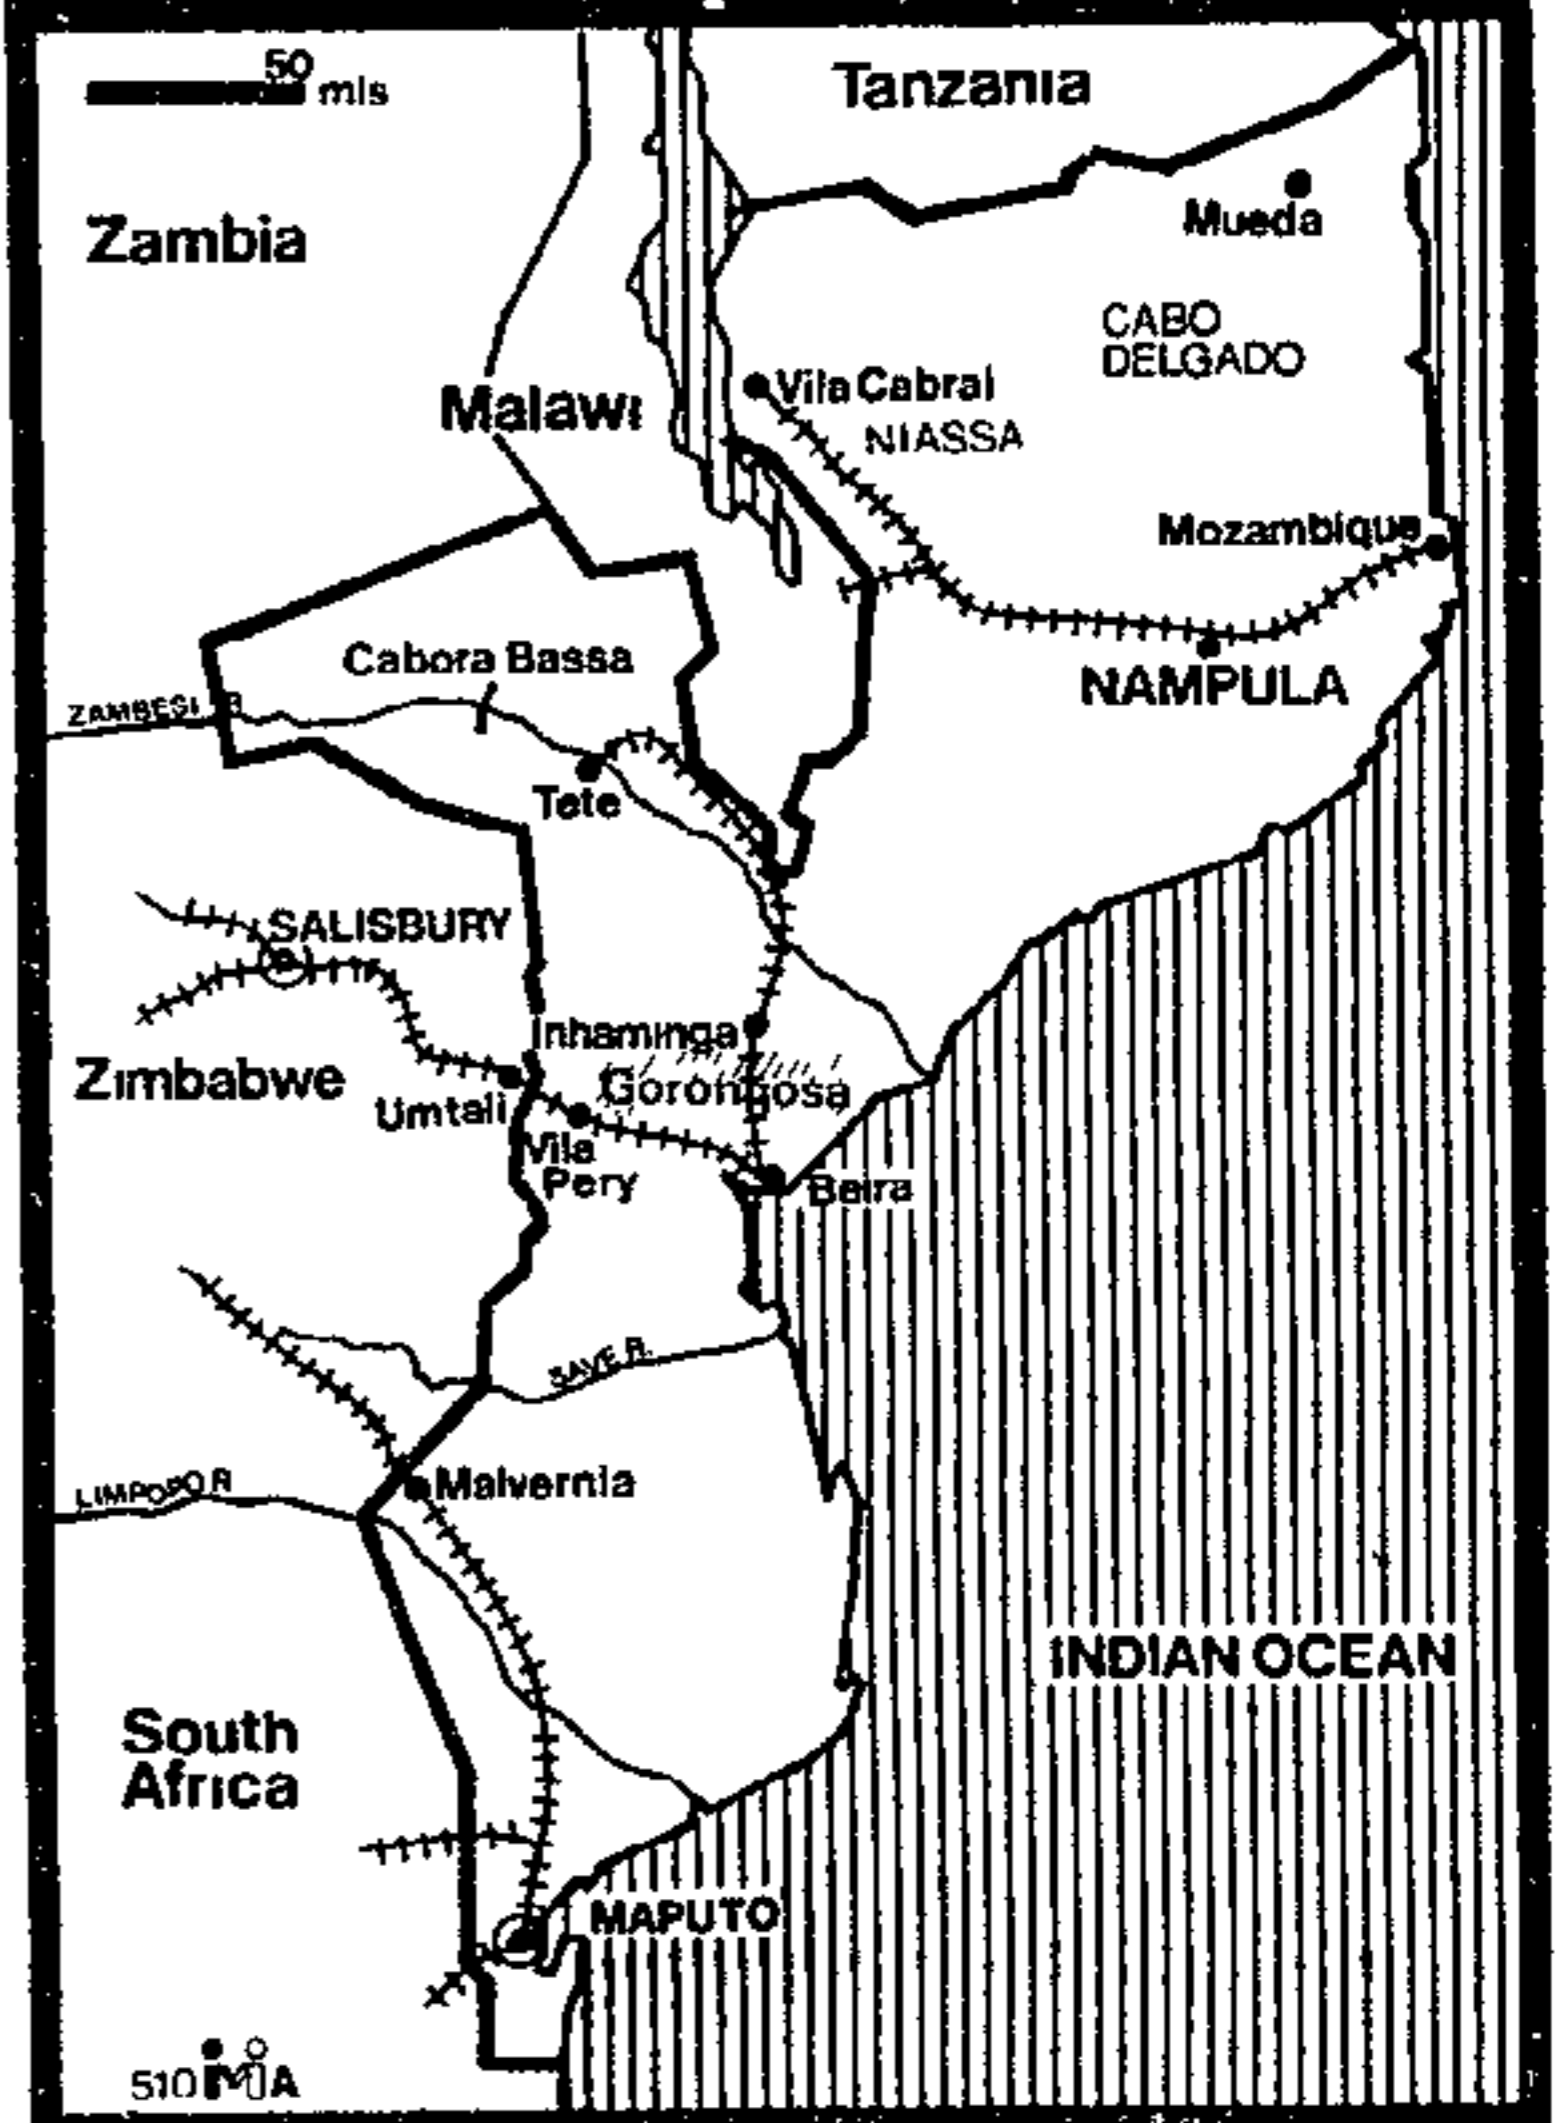 50
mls
Tanzania
Zambia
Mueda
CABO
DELGADO
Vila Cabral
Malawi
NIASSA
Mozambique
Cabora Bassa
NAMPULA
ZAMBESI R
Tete
SALISBURY
Inhaminga
Zimbabwe
Gorongosa
Umtali
Vila
Pery
Beira
SAVE R.
Malvernia
LIMPOPO R
INDIAN OCEAN
South
Africa
MAPUTO
510 MiA